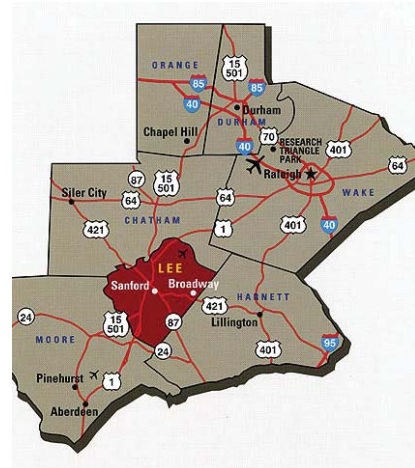 ORANGE
85
15
501
85
40
Durham
DURHAM
70
Chapel Hill
40
RESEARCH
TRIANGLE
PARK
401
64
Raleigh
WAKE
87
15
501
Siler City
64
64
CHATHAM
421
1
401
40
LEE
Sanford
Broadway
421
HARNETT
24
15
501
87
Lillington
MOORE
24
401
95
Pinehurst
1
Aberdeen